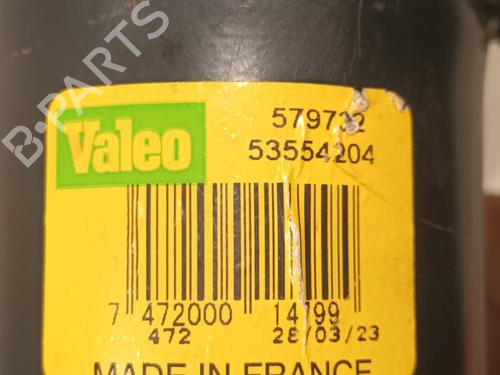 B-PARTS
Valeo
579732
53554204
7 472000 14799
472 28/03/23
MADE IN FRANCE